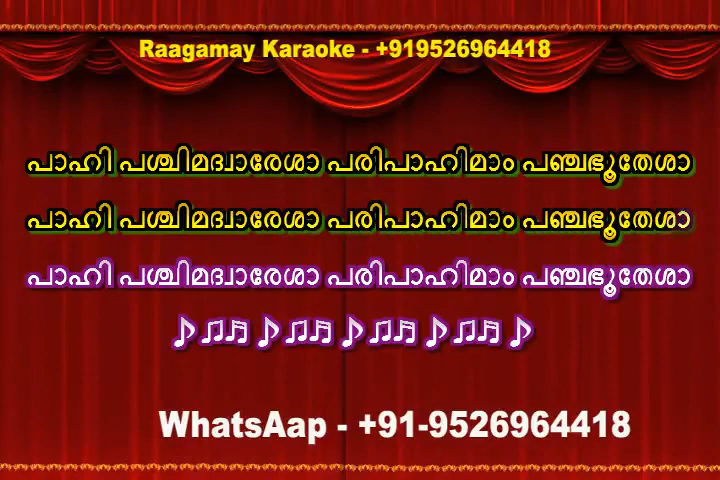 Raagamay Karaoke - +919526964418
പാഹി പശ്ചിമദ്വാരേശാ പരിപാഹിമാം പഞ്ചഭൂതേശാ
പാഹി പശ്ചിമദ്വാരേശാ പരിപാഹിമാം പഞ്ചഭൂതേശാ
പാഹി പശ്ചിമദ്വാരേശാ പരിപാഹിമാം പഞ്ചഭൂതേശാ
WhatsAap - +91-9526964418